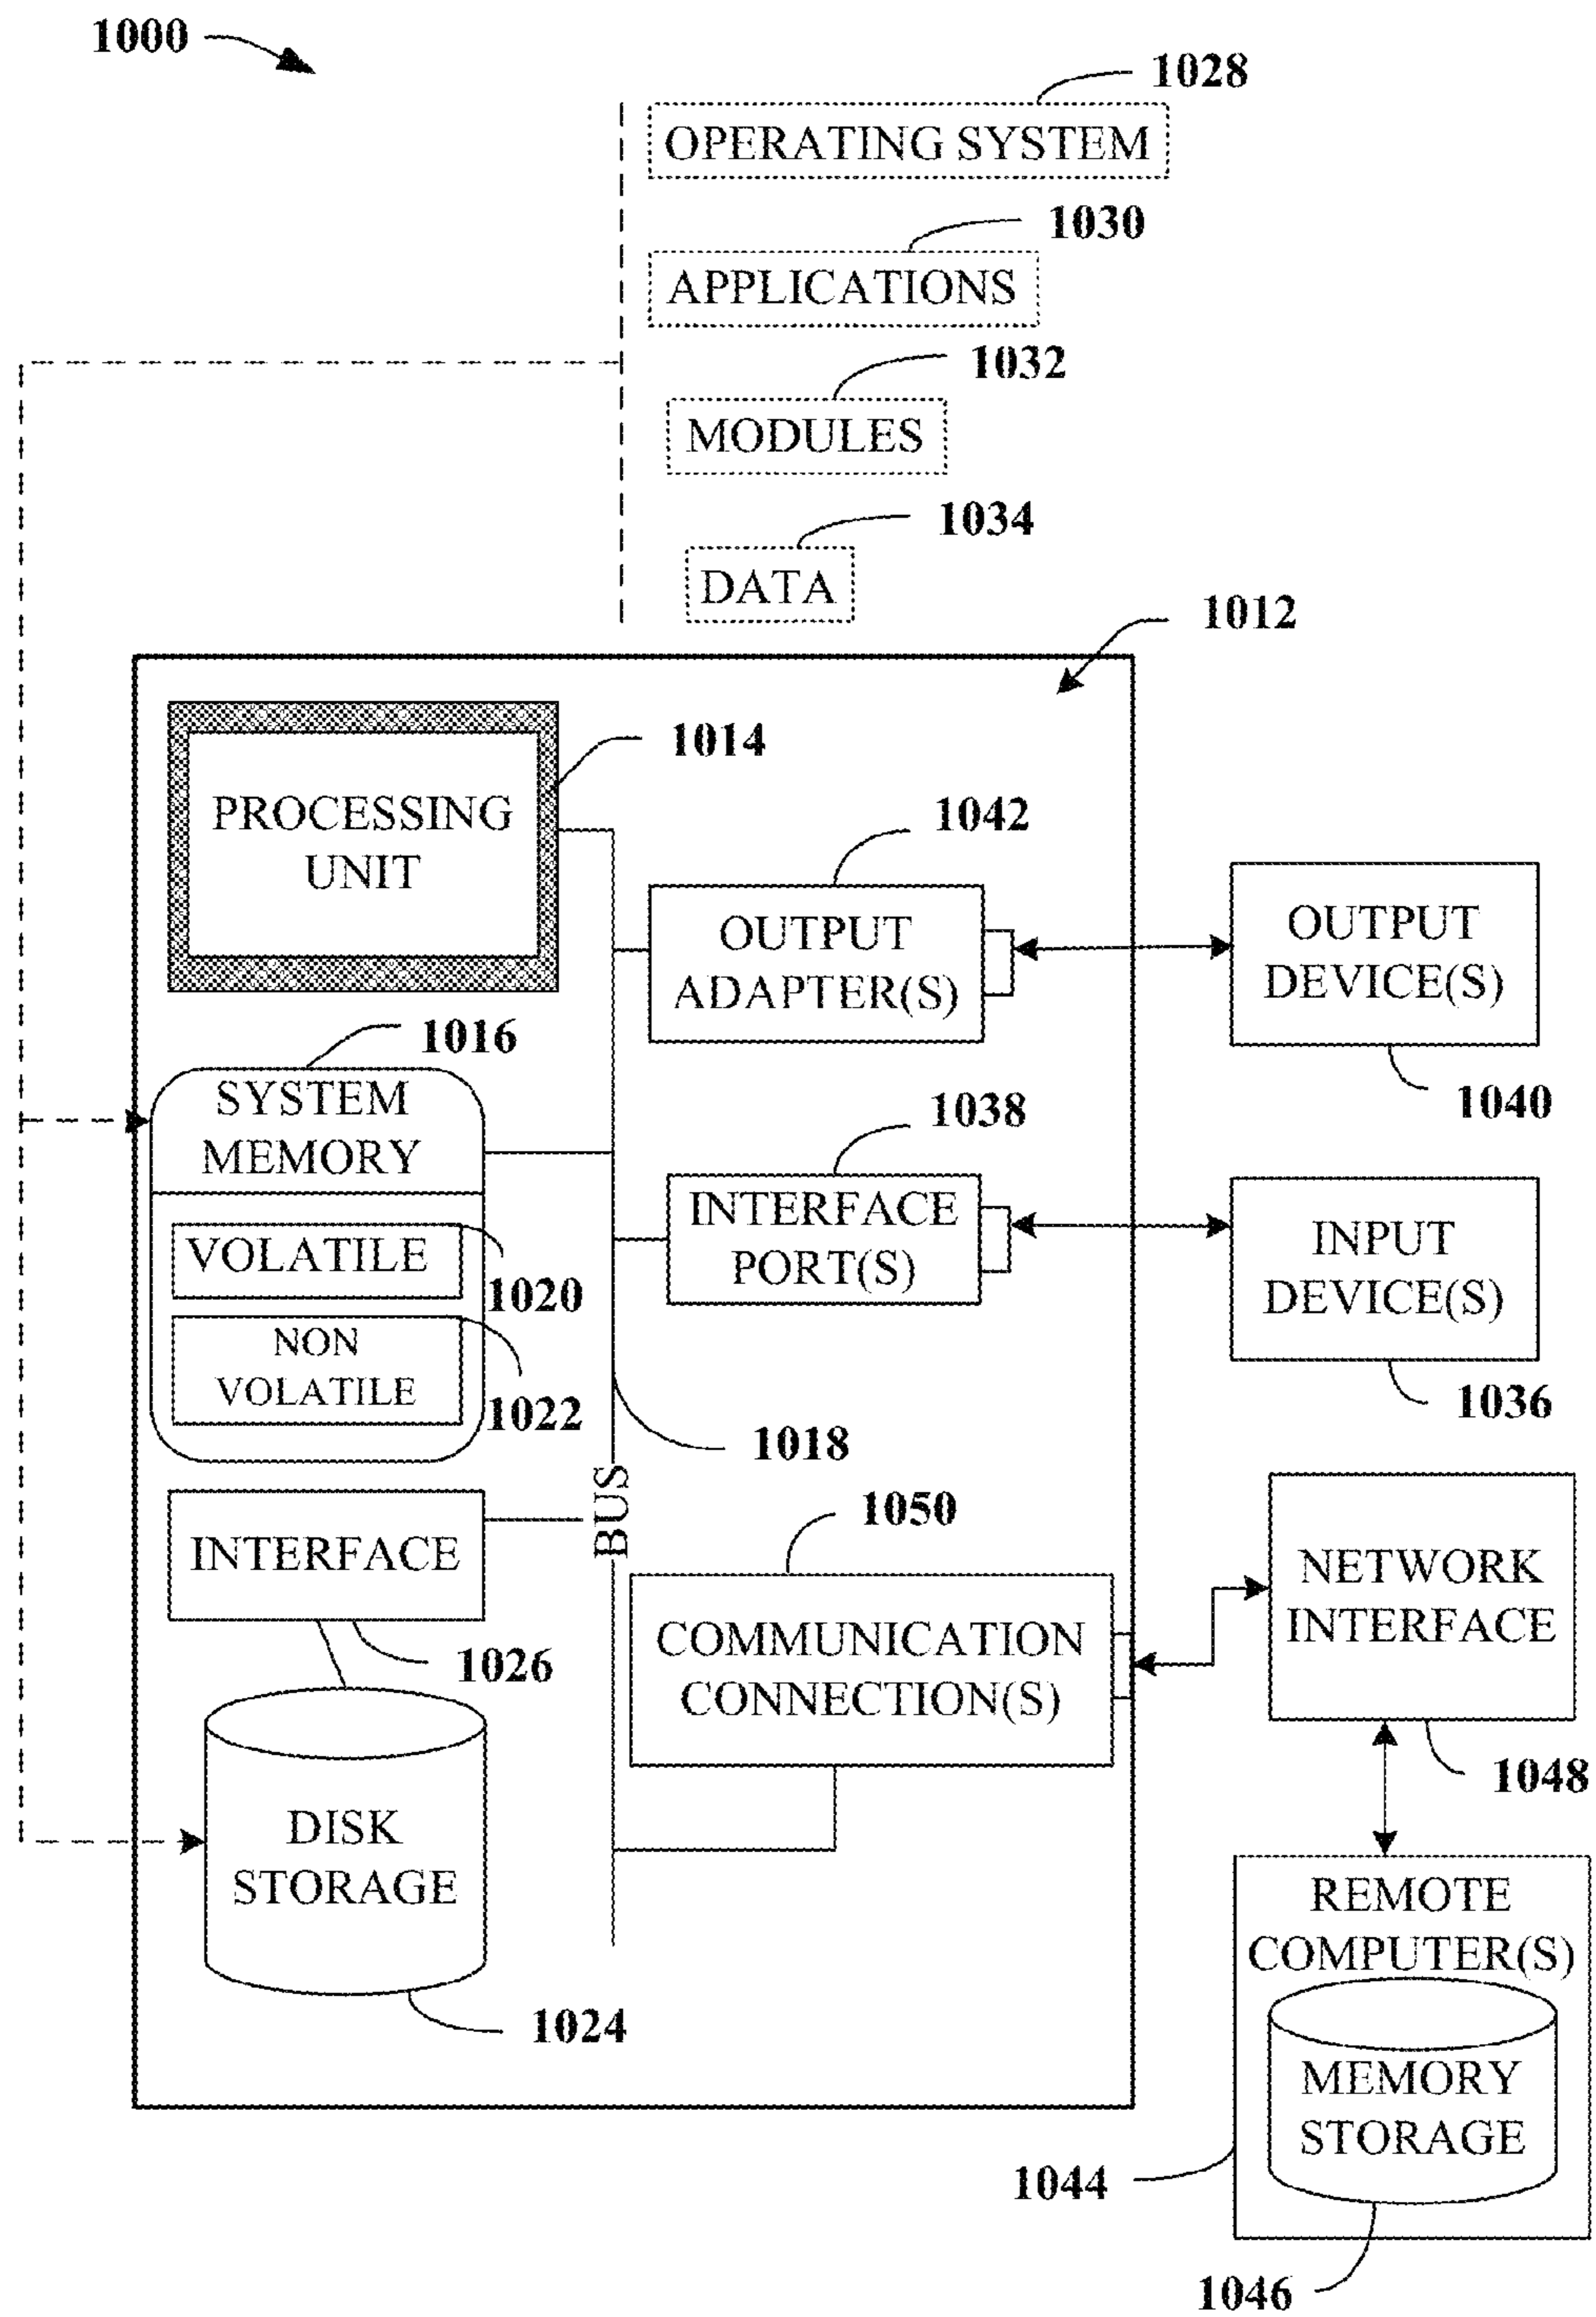 1000
1028
OPERATING SYSTEM
1030
APPLICATIONS
1032
MODULES
1034
DATA
1012
PROCESSING
UNIT
1014
1042
OUTPUT
ADAPTER(S)
OUTPUT
DEVICE(S)
1040
1016
SYSTEM
MEMORY
VOLATILE
1020
NON
VOLATILE
1022
1038
INTERFACE
PORT(S)
INPUT
DEVICE(S)
1036
1018
BUS
INTERFACE
1026
1050
COMMUNICATION
CONNECTION(S)
NETWORK
INTERFACE
1048
DISK
STORAGE
1024
REMOTE
COMPUTER(S)
MEMORY
STORAGE
1044
1046